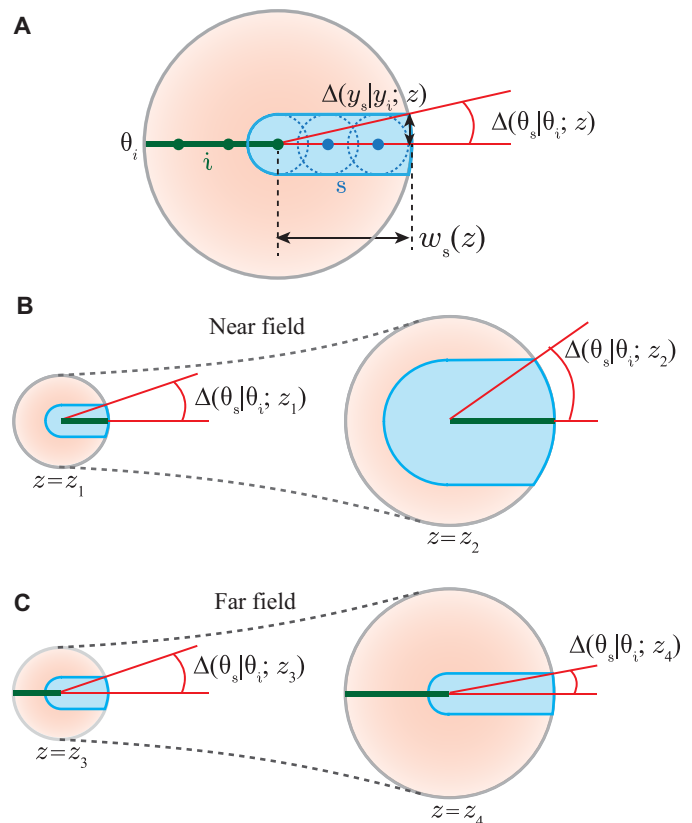 A
Δ(y_s|y_i; z)
Δ(θ_s|θ_i; z)
θ_i
i
s
w_s(z)
B
Near field
Δ(θ_s|θ_i; z_1)
Δ(θ_s|θ_i; z_2)
z=z_1
z=z_2
C
Far field
Δ(θ_s|θ_i; z_3)
Δ(θ_s|θ_i; z_4)
z=z_3
z=z_4